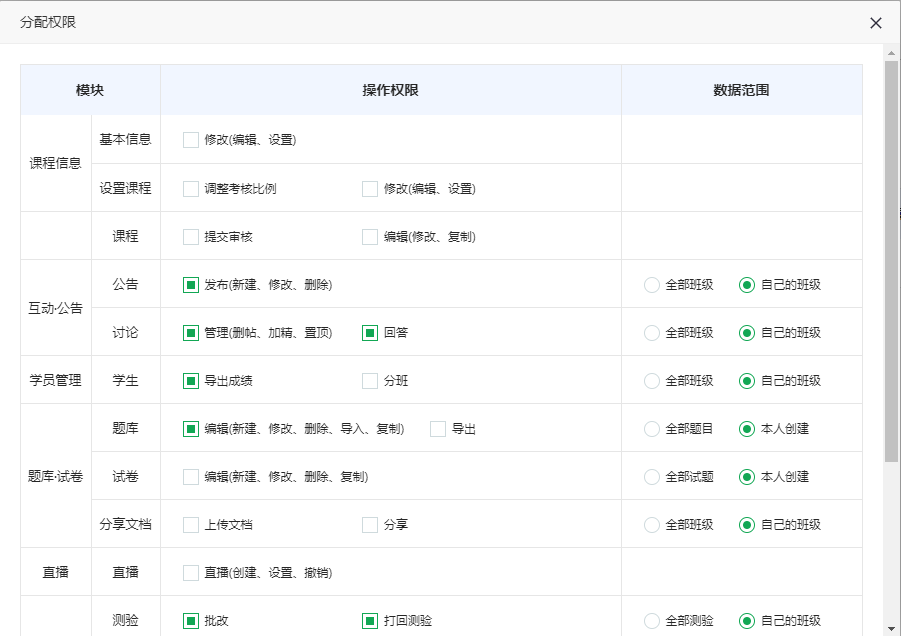 分配权限
模块 操作权限 数据范围
课程信息 基本信息 修改(编辑、设置)
设置课程 调整考核比例 修改(编辑、设置)
课程 提交审核 编辑(修改、复制)
互动·公告 公告 发布(新建、修改、删除) 全部班级 自己的班级
讨论 管理(删帖、加精、置顶) 回答 全部班级 自己的班级
学员管理 学生 导出成绩 分班 全部班级 自己的班级
题库·试卷 题库 编辑(新建、修改、删除、导入、复制) 导出 全部题目 本人创建
试卷 编辑(新建、修改、删除、复制) 全部试题 本人创建
分享文档 上传文档 分享 全部班级 自己的班级
直播 直播 直播(创建、设置、撤销)
测验 批改 打回测验 全部测验 自己的班级